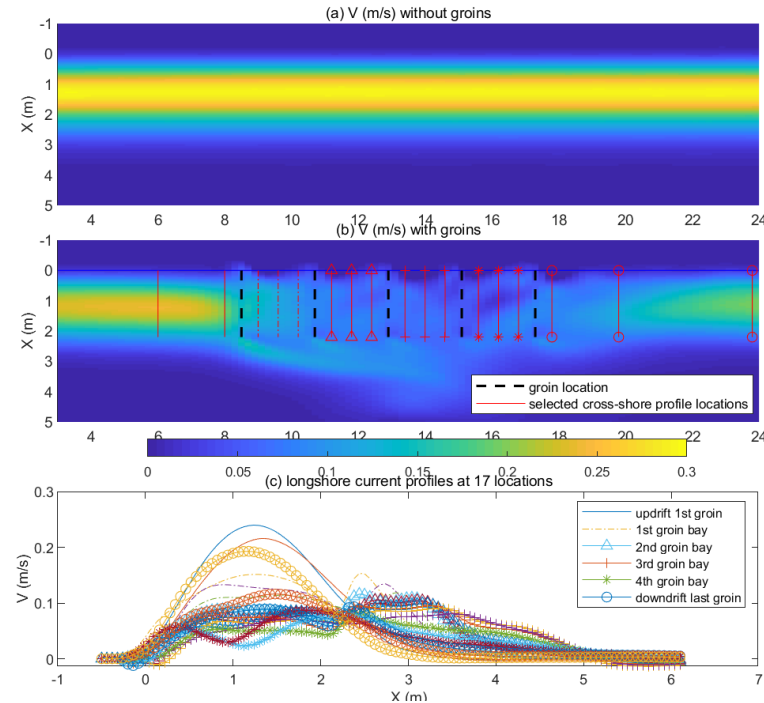 (a) V (m/s) without groins
-1
0
1
2
3
4
5
X (m)
4 6 8 10 12 14 16 18 20 22 24
(b) V (m/s) with groins
-1
0
1
2
3
4
5
X (m)
groin location
selected cross-shore profile locations
4 6 8 10 12 14 16 18 20 22 24
0 0.05 0.1 0.15 0.2 0.25 0.3
(c) longshore current profiles at 17 locations
0.3
0.2
0.1
0
V (m/s)
updrift 1st groin
1st groin bay
2nd groin bay
3rd groin bay
4th groin bay
downdrift last groin
-1 0 1 2 3 4 5 6 7
X (m)